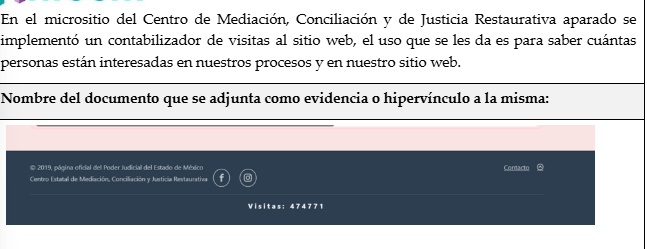 En el micrositio del Centro de Mediación, Conciliación y de Justicia Restaurativa aparado se
implementó un contabilizador de visitas al sitio web, el uso que se les da es para saber cuántas
personas están interesadas en nuestros procesos y en nuestro sitio web.
Nombre del documento que se adjunta como evidencia o hipervínculo a la misma:
© 2019, página oficial del Poder Judicial del Estado de México
Contacto
Centro Estatal de Mediación, Conciliación y Justicia Restaurativa
Visitas: 474771